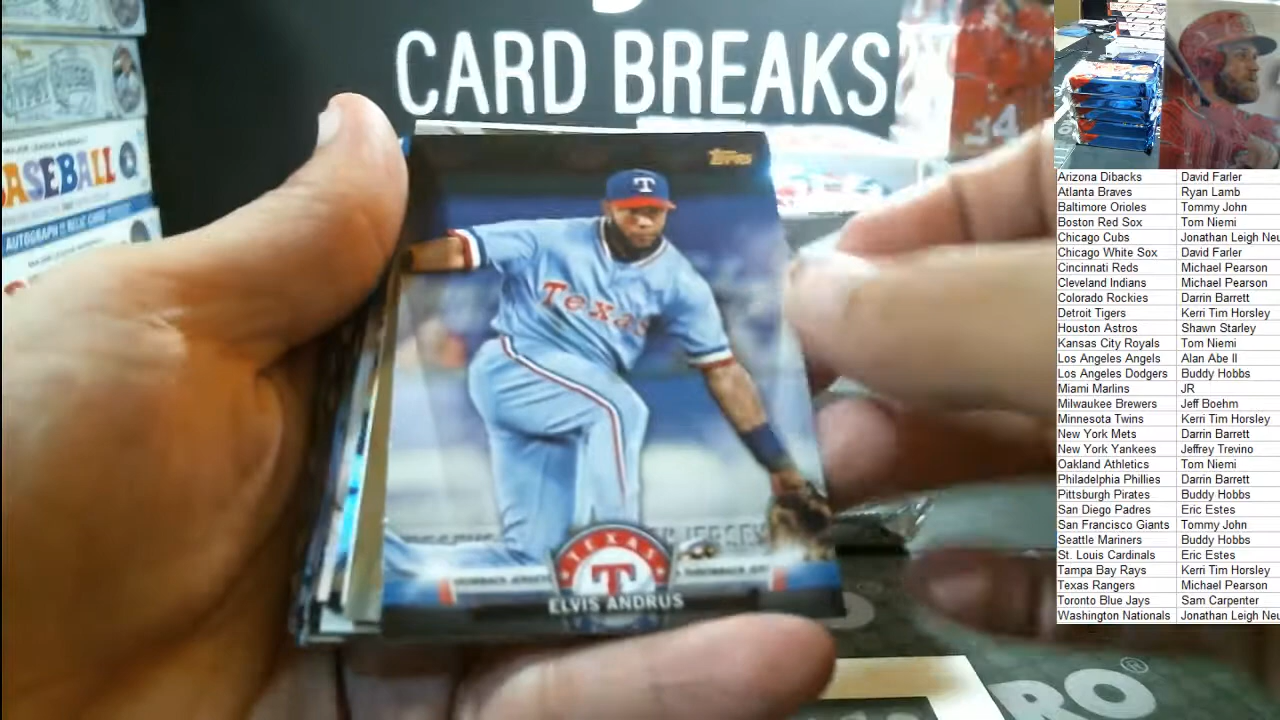 CARD BREAKS
BASEBALL
AUTOGRAPH
Topps
T
Texas
JERSEY
TEXAS
T
ELVIS ANDRUS
34
RO®
Arizona Dibacks David Farler
Atlanta Braves Ryan Lamb
Baltimore Orioles Tommy John
Boston Red Sox Tom Niemi
Chicago Cubs Jonathan Leigh Neu
Chicago White Sox David Farler
Cincinnati Reds Michael Pearson
Cleveland Indians Michael Pearson
Colorado Rockies Darrin Barrett
Detroit Tigers Kerri Tim Horsley
Houston Astros Shawn Starley
Kansas City Royals Tom Niemi
Los Angeles Angels Alan Abe II
Los Angeles Dodgers Buddy Hobbs
Miami Marlins JR
Milwaukee Brewers Jeff Boehm
Minnesota Twins Kerri Tim Horsley
New York Mets Darrin Barrett
New York Yankees Jeffrey Trevino
Oakland Athletics Tom Niemi
Philadelphia Phillies Darrin Barrett
Pittsburgh Pirates Buddy Hobbs
San Diego Padres Eric Estes
San Francisco Giants Tommy John
Seattle Mariners Buddy Hobbs
St. Louis Cardinals Eric Estes
Tampa Bay Rays Kerri Tim Horsley
Texas Rangers Michael Pearson
Toronto Blue Jays Sam Carpenter
Washington Nationals Jonathan Leigh Neu